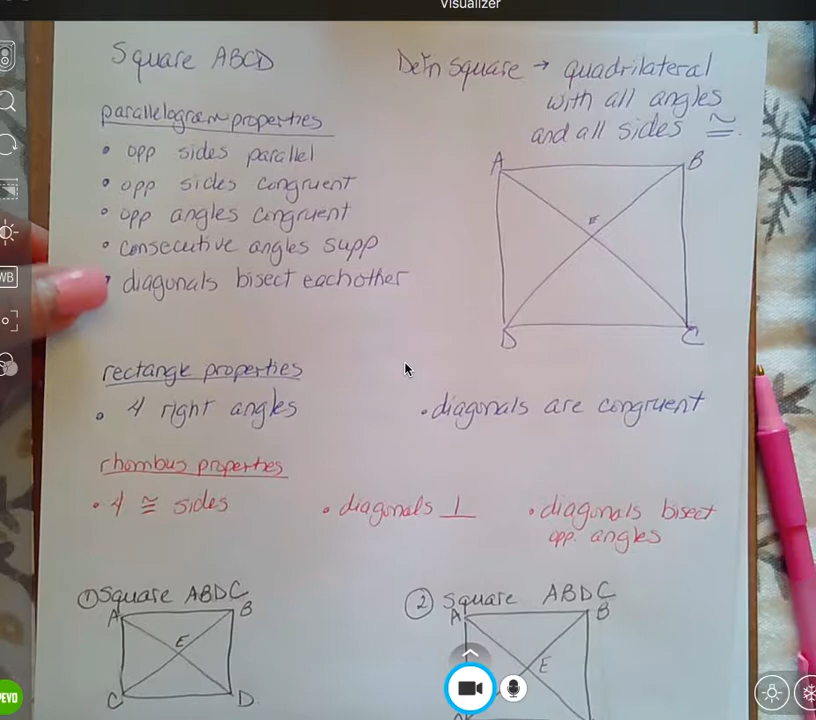 Visualizer
Square ABCD
Def'n square → quadrilateral
with all angles
and all sides ≅.
parallelogram properties
• opp sides parallel
• opp sides congruent
• opp angles congruent
• consecutive angles supp
• diagonals bisect eachother
A
B
E
D
C
rectangle properties
• 4 right angles
• diagonals are congruent
rhombus properties
• 4 ≅ sides
• diagonals ⊥
• diagonals bisect
opp. angles
① Square ABDC
A
B
E
C
D
② Square ABDC
A
B
E
WB